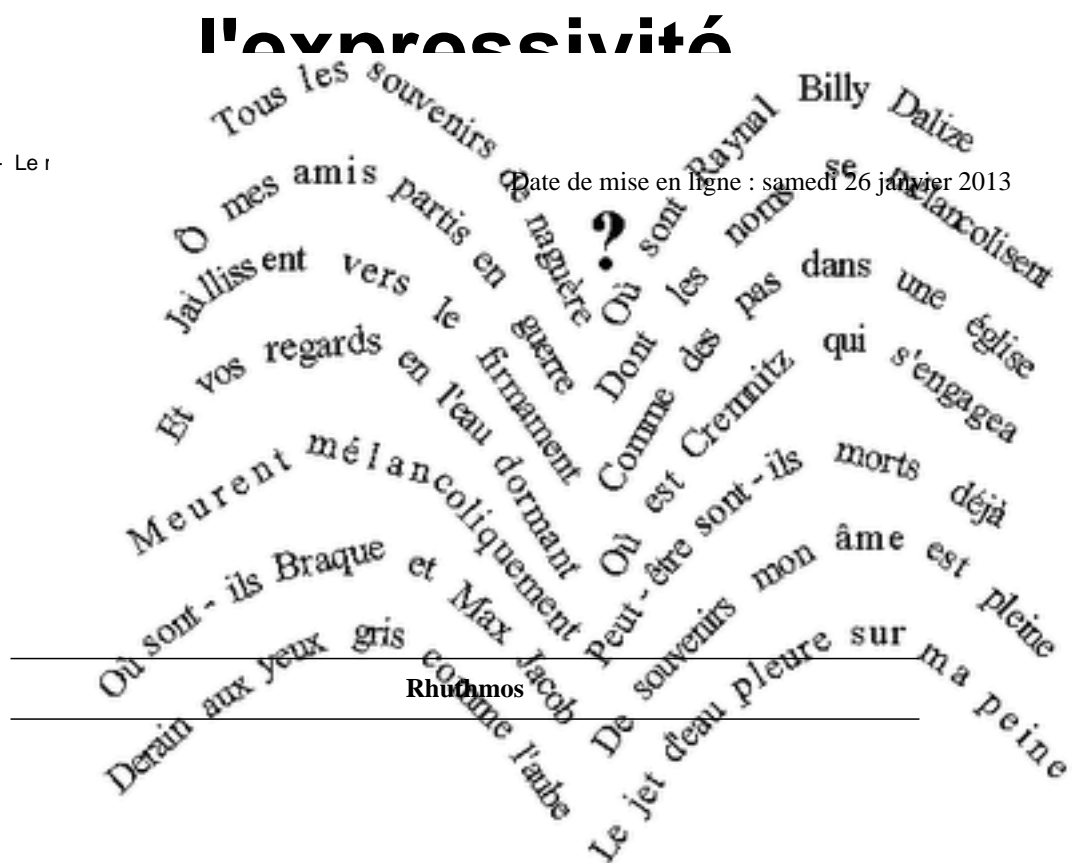 l'expressivité
Tous les souvenirs de naguère
Ô mes amis partis en guerre
Jaillissent vers le firmament
Et vos regards en l'eau dormant
Meurent mélancoliquement
Où sont-ils Braque et Max Jacob
Derain aux yeux gris comme l'aube
?
Où sont Raynal Billy Dalize
Dont les noms se mélancolisent
Comme des pas dans une église
Où est Cremnitz qui s'engagea
Peut-être sont-ils morts déjà
De souvenirs mon âme est pleine
Le jet d'eau pleure sur ma peine
- Le
Date de mise en ligne : samedi 26 janvier 2013
Rhuthmos